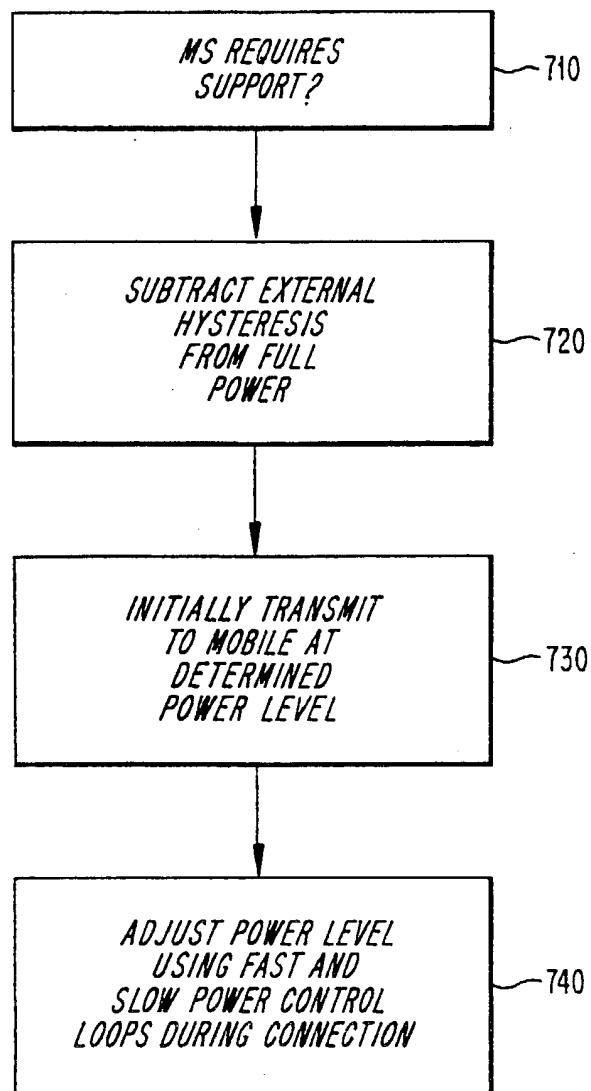 MS REQUIRES
SUPPORT?
710
SUBTRACT EXTERNAL
HYSTERESIS
FROM FULL
POWER
720
INITIALLY TRANSMIT
TO MOBILE AT
DETERMINED
POWER LEVEL
730
ADJUST POWER LEVEL
USING FAST AND
SLOW POWER CONTROL
LOOPS DURING CONNECTION
740